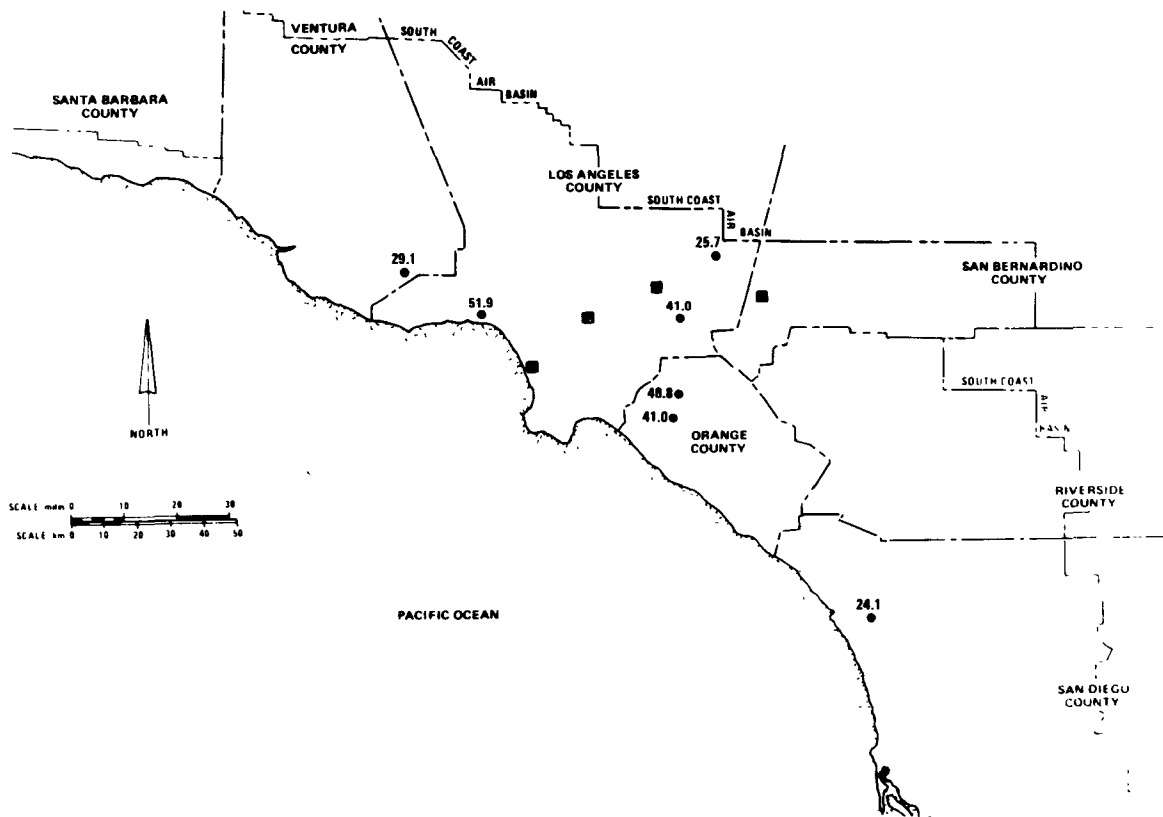 VENTURA
COUNTY
SOUTH
COAST
AIR
BASIN
SANTA BARBARA
COUNTY
LOS ANGELES
COUNTY
SOUTH COAST
AIR
BASIN
25.7
29.1
SAN BERNARDINO
COUNTY
51.9
41.0
48.8
41.0
SOUTH COAST
AIR
BASIN
NORTH
ORANGE
COUNTY
RIVERSIDE
COUNTY
SCALE miles 0 10 20 30
SCALE km 0 10 20 30 40 50
PACIFIC OCEAN
24.1
SAN DIEGO
COUNTY